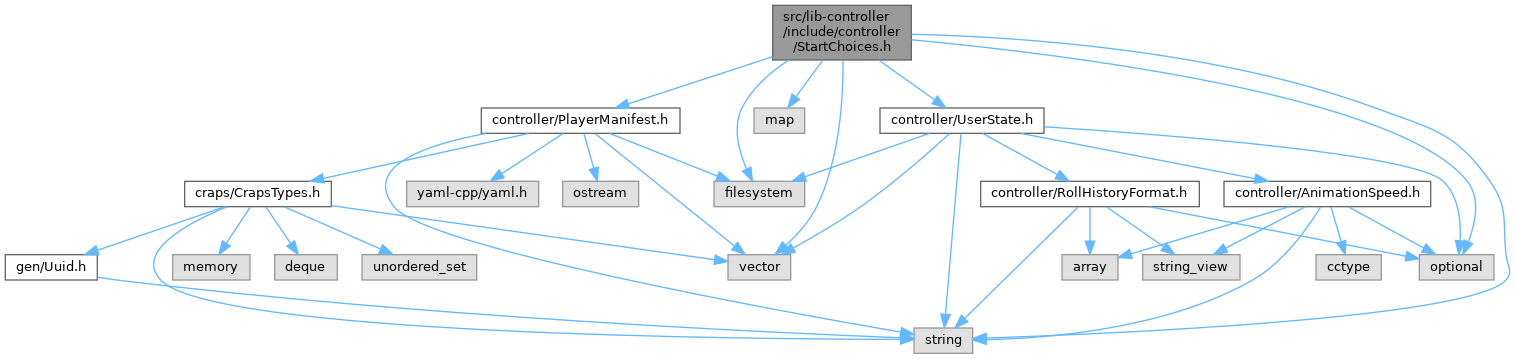 src/lib-controller
/include/controller
/StartChoices.h
controller/PlayerManifest.h
map
controller/UserState.h
craps/CrapsTypes.h
yaml-cpp/yaml.h
ostream
filesystem
controller/RollHistoryFormat.h
controller/AnimationSpeed.h
gen/Uuid.h
memory
deque
unordered_set
vector
array
string_view
cctype
optional
string